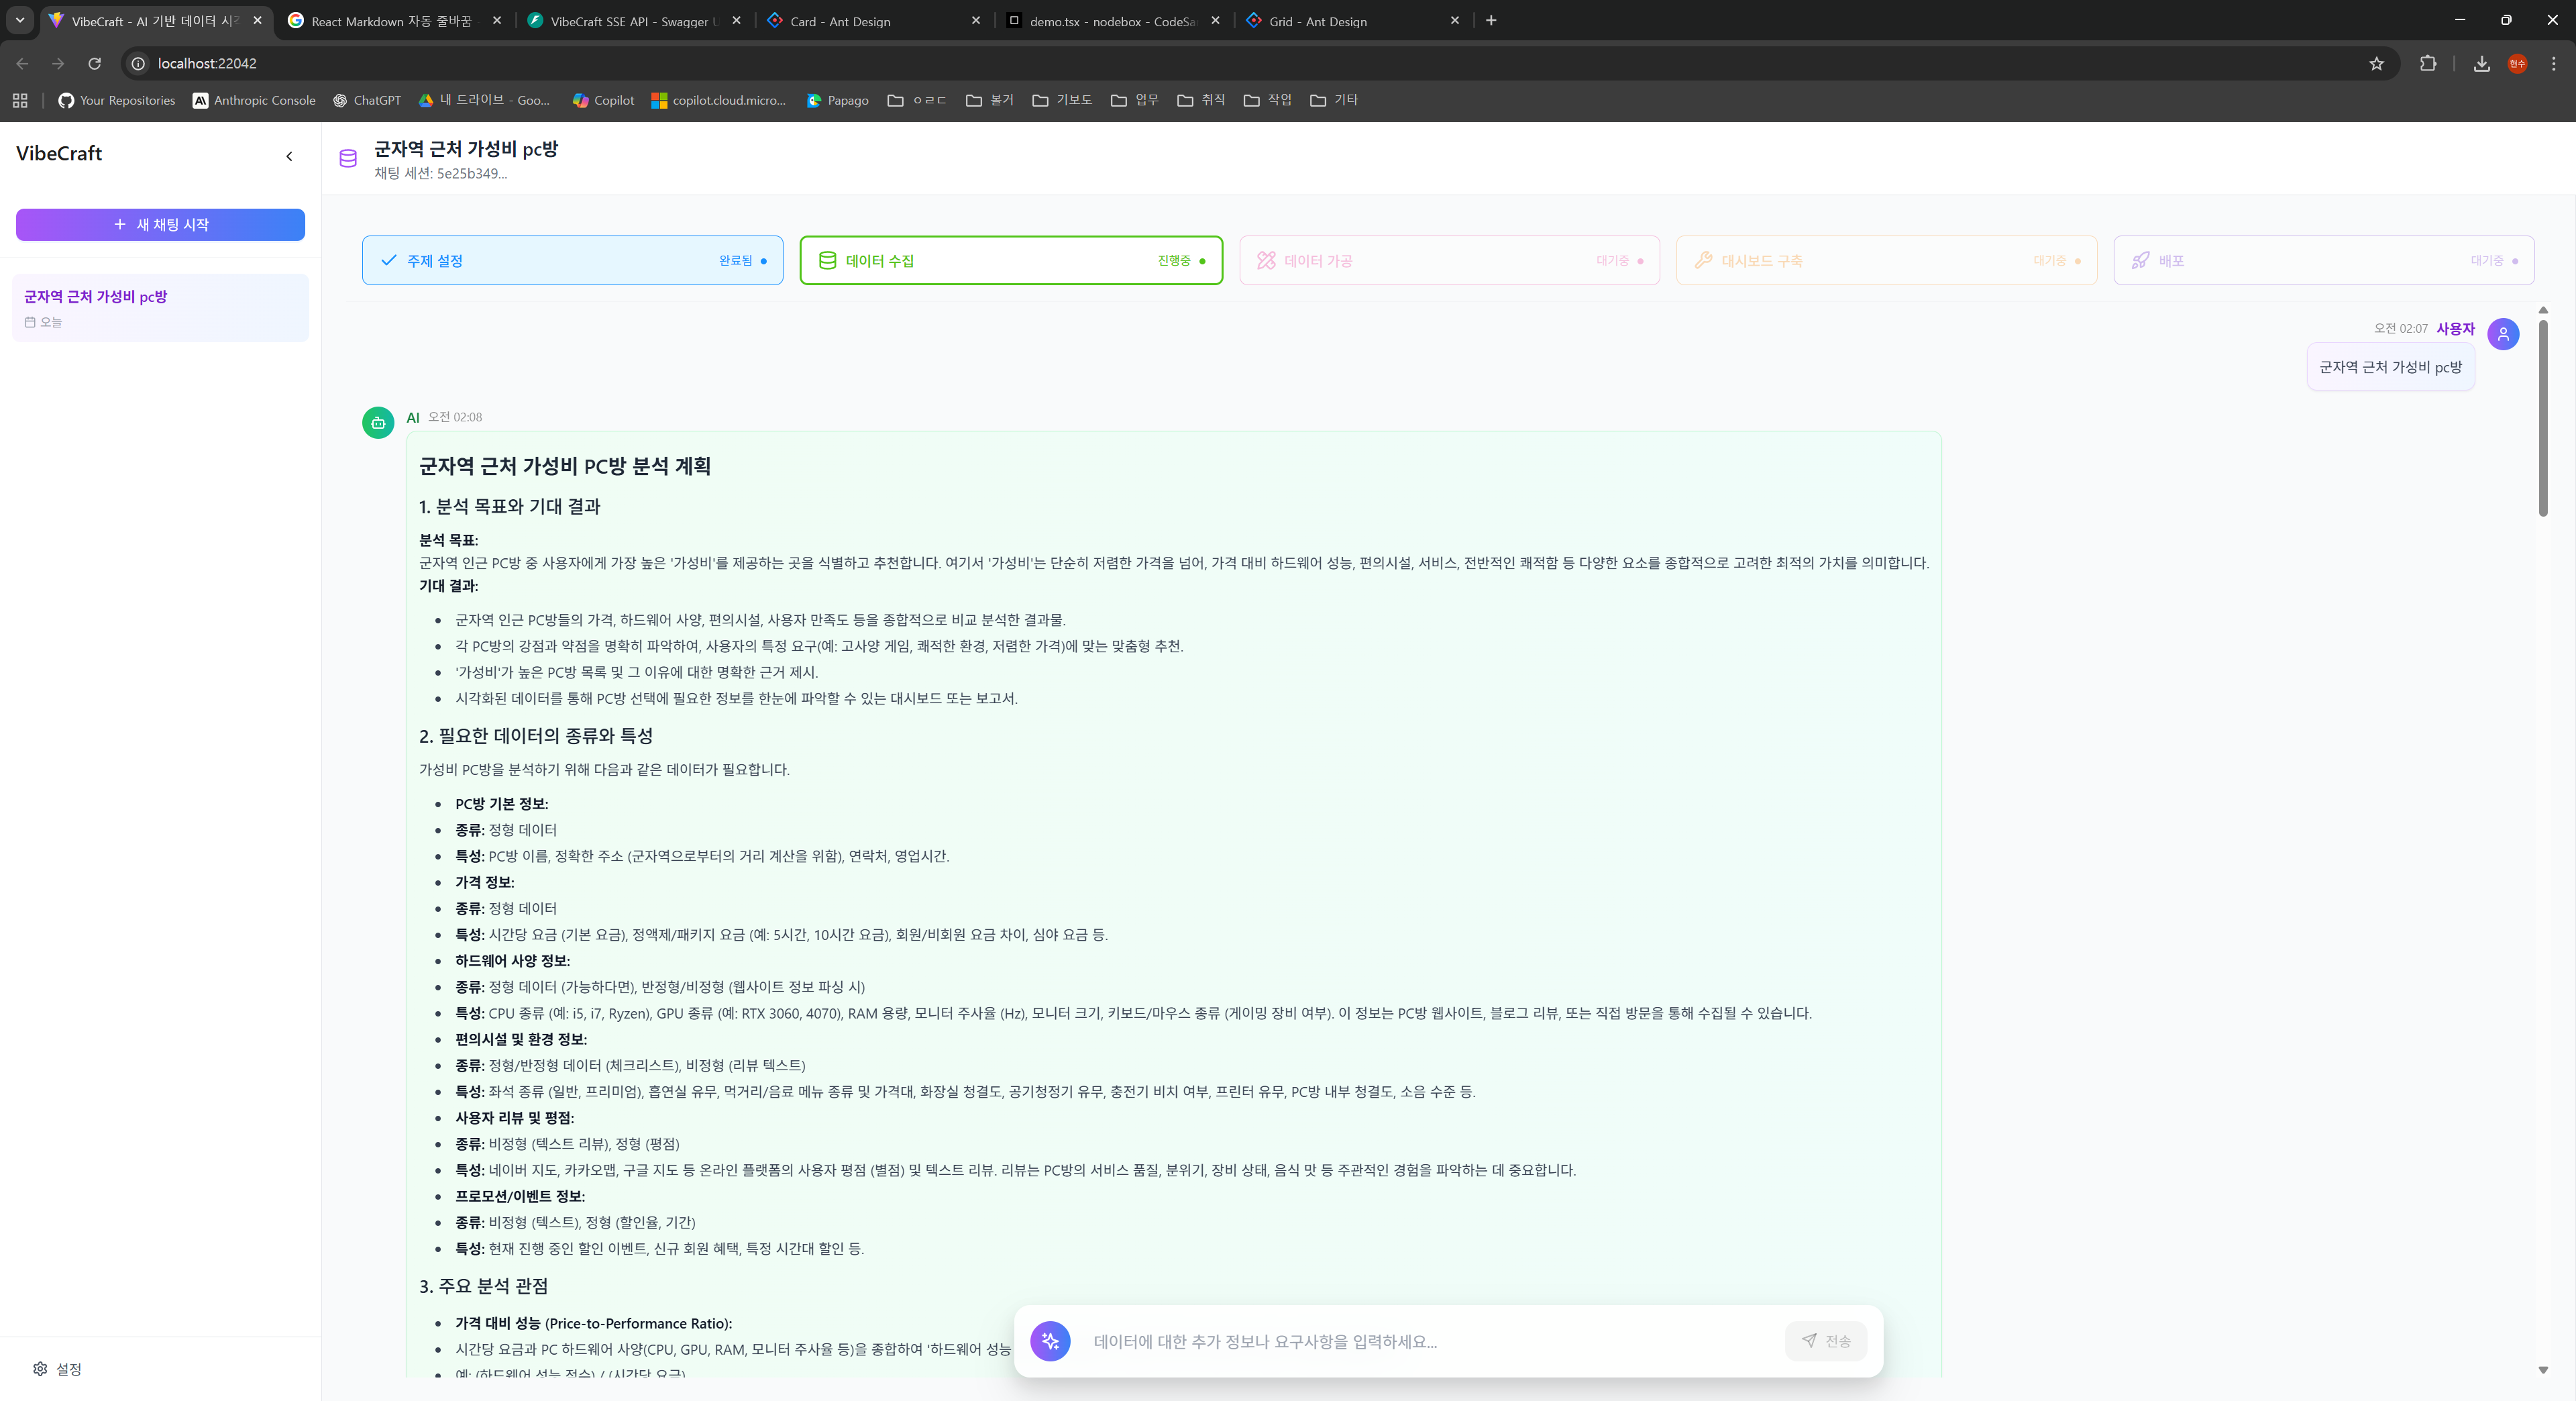 VibeCraft - AI 기반 데이터 시각
React Markdown 자동 줄바꿈
VibeCraft SSE API - Swagger U
Card - Ant Design
demo.tsx - nodebox - CodeSa
Grid - Ant Design
localhost:22042
현수
Your Repositories
Anthropic Console
ChatGPT
내 드라이브 - Goo...
Copilot
copilot.cloud.micro...
Papago
ㅇㄹㄷ
볼거
기보도
업무
취직
작업
기타
VibeCraft
새 채팅 시작
군자역 근처 가성비 pc방
오늘
설정
군자역 근처 가성비 pc방
채팅 세션: 5e25b349...
주제 설정 완료됨
데이터 수집 진행중
데이터 가공 대기중
대시보드 구축 대기중
배포 대기중
오전 02:07 사용자
군자역 근처 가성비 pc방
AI 오전 02:08
군자역 근처 가성비 PC방 분석 계획
1. 분석 목표와 기대 결과
분석 목표:
군자역 인근 PC방 중 사용자에게 가장 높은 '가성비'를 제공하는 곳을 식별하고 추천합니다. 여기서 '가성비'는 단순히 저렴한 가격을 넘어, 가격 대비 하드웨어 성능, 편의시설, 서비스, 전반적인 쾌적함 등 다양한 요소를 종합적으로 고려한 최적의 가치를 의미합니다.
기대 결과:
• 군자역 인근 PC방들의 가격, 하드웨어 사양, 편의시설, 사용자 만족도 등을 종합적으로 비교 분석한 결과물.
• 각 PC방의 강점과 약점을 명확히 파악하여, 사용자의 특정 요구(예: 고사양 게임, 쾌적한 환경, 저렴한 가격)에 맞는 맞춤형 추천.
• '가성비'가 높은 PC방 목록 및 그 이유에 대한 명확한 근거 제시.
• 시각화된 데이터를 통해 PC방 선택에 필요한 정보를 한눈에 파악할 수 있는 대시보드 또는 보고서.
2. 필요한 데이터의 종류와 특성
가성비 PC방을 분석하기 위해 다음과 같은 데이터가 필요합니다.
• PC방 기본 정보:
• 종류: 정형 데이터
• 특성: PC방 이름, 정확한 주소 (군자역으로부터의 거리 계산을 위함), 연락처, 영업시간.
• 가격 정보:
• 종류: 정형 데이터
• 특성: 시간당 요금 (기본 요금), 정액제/패키지 요금 (예: 5시간, 10시간 요금), 회원/비회원 요금 차이, 심야 요금 등.
• 하드웨어 사양 정보:
• 종류: 정형 데이터 (가능하다면), 반정형/비정형 (웹사이트 정보 파싱 시)
• 특성: CPU 종류 (예: i5, i7, Ryzen), GPU 종류 (예: RTX 3060, 4070), RAM 용량, 모니터 주사율 (Hz), 모니터 크기, 키보드/마우스 종류 (게이밍 장비 여부). 이 정보는 PC방 웹사이트, 블로그 리뷰, 또는 직접 방문을 통해 수집될 수 있습니다.
• 편의시설 및 환경 정보:
• 종류: 정형/반정형 데이터 (체크리스트), 비정형 (리뷰 텍스트)
• 특성: 좌석 종류 (일반, 프리미엄), 흡연실 유무, 먹거리/음료 메뉴 종류 및 가격대, 화장실 청결도, 공기청정기 유무, 충전기 비치 여부, 프린터 유무, PC방 내부 청결도, 소음 수준 등.
• 사용자 리뷰 및 평점:
• 종류: 비정형 (텍스트 리뷰), 정형 (평점)
• 특성: 네이버 지도, 카카오맵, 구글 지도 등 온라인 플랫폼의 사용자 평점 (별점) 및 텍스트 리뷰. 리뷰는 PC방의 서비스 품질, 분위기, 장비 상태, 음식 맛 등 주관적인 경험을 파악하는 데 중요합니다.
• 프로모션/이벤트 정보:
• 종류: 비정형 (텍스트), 정형 (할인율, 기간)
• 특성: 현재 진행 중인 할인 이벤트, 신규 회원 혜택, 특정 시간대 할인 등.
3. 주요 분석 관점
• 가격 대비 성능 (Price-to-Performance Ratio):
• 시간당 요금과 PC 하드웨어 사양(CPU, GPU, RAM, 모니터 주사율 등)을 종합하여 '하드웨어 성능
• 예: (하드웨어 성능 점수) / (시간당 요금)
데이터에 대한 추가 정보나 요구사항을 입력하세요...
전송